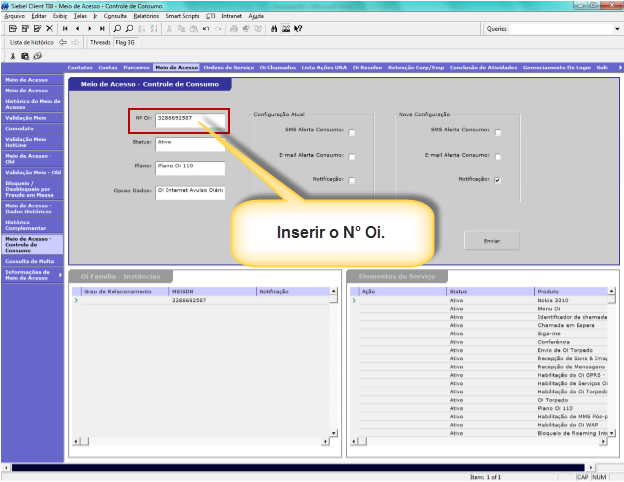 Siebel Client TI8 - Meio de Acesso - Controle de Consumo
Arquivo Editar Exibir Telas Ir Consulta Relatórios Smart Scripts CTI Intranet Ajuda
Queries
Lista de histórico Threads Flag 3G
Contatos Contas Parceiros Meio de Acesso Ordens de Serviço Oi Chamados Lista Ações URA Oi Resolve Retenção Corp/Emp Conclusão de Atividades Gerenciamento De Login Sub
Meio de Acesso
Meio de Acesso
Histórico do Meio de
Acesso
Validação Meio
Comodato
Validação Meio
HotLine
Meio de Acesso -
Old
Validação Meio - Old
Bloqueio /
Desbloqueio por
Fraude em Massa
Meio de Acesso -
Dados Históricos
Histórico
Complementar
Meio de Acesso -
Controle de
Consumo
Consulta de Multa
Informações de
Meio de Acesso
Meio de Acesso - Controle de Consumo
Nº Oi: 3288692587
Status: Ativo
Plano: Plano Oi 110
Opcao Dados: Oi Internet Avulso Diário
Configuração Atual
SMS Alerta Consumo:
E-mail Alerta Consumo:
Notificação:
Nova Configuração
SMS Alerta Consumo:
E-mail Alerta Consumo:
Notificação:
Inserir o Nº Oi.
Enviar
Oi Família - Instâncias
Grau de Relacionamento MSISDN Notificação
3288692587
Elementos do Serviço
Ação Status Produto
Ativo Nokia 3310
Ativo Menu Oi
Ativo Identificador de chamada
Ativo Chamada em Espera
Ativo Siga-me
Ativo Conferência
Ativo Envio de Oi Torpedo
Ativo Recepção de Sons & Imag
Ativo Recepção de Mensagens
Ativo Habilitação do Oi GPRS -
Ativo Habilitação de Serviços Oi
Ativo Habilitação do Oi Torpedo
Ativo Oi Torpedo
Ativo Plano Oi 110
Ativo Habilitação de MMS Pós-p
Ativo Habilitação do Oi WAP
Ativo Bloqueio de Roaming Inte
Item: 1 of 1 CAP NUM